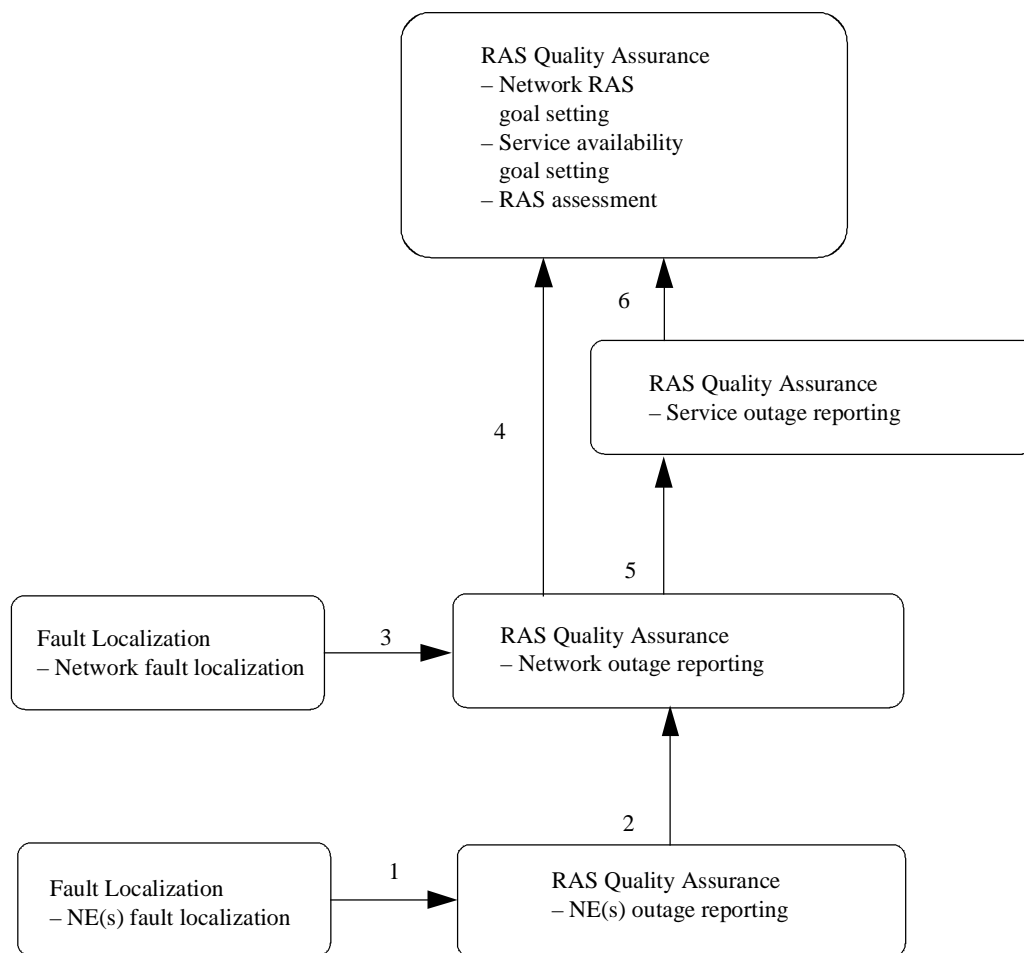 RAS Quality Assurance
– Network RAS
goal setting
– Service availability
goal setting
– RAS assessment
6
RAS Quality Assurance
– Service outage reporting
4
5
Fault Localization
– Network fault localization
3
RAS Quality Assurance
– Network outage reporting
2
Fault Localization
– NE(s) fault localization
1
RAS Quality Assurance
– NE(s) outage reporting